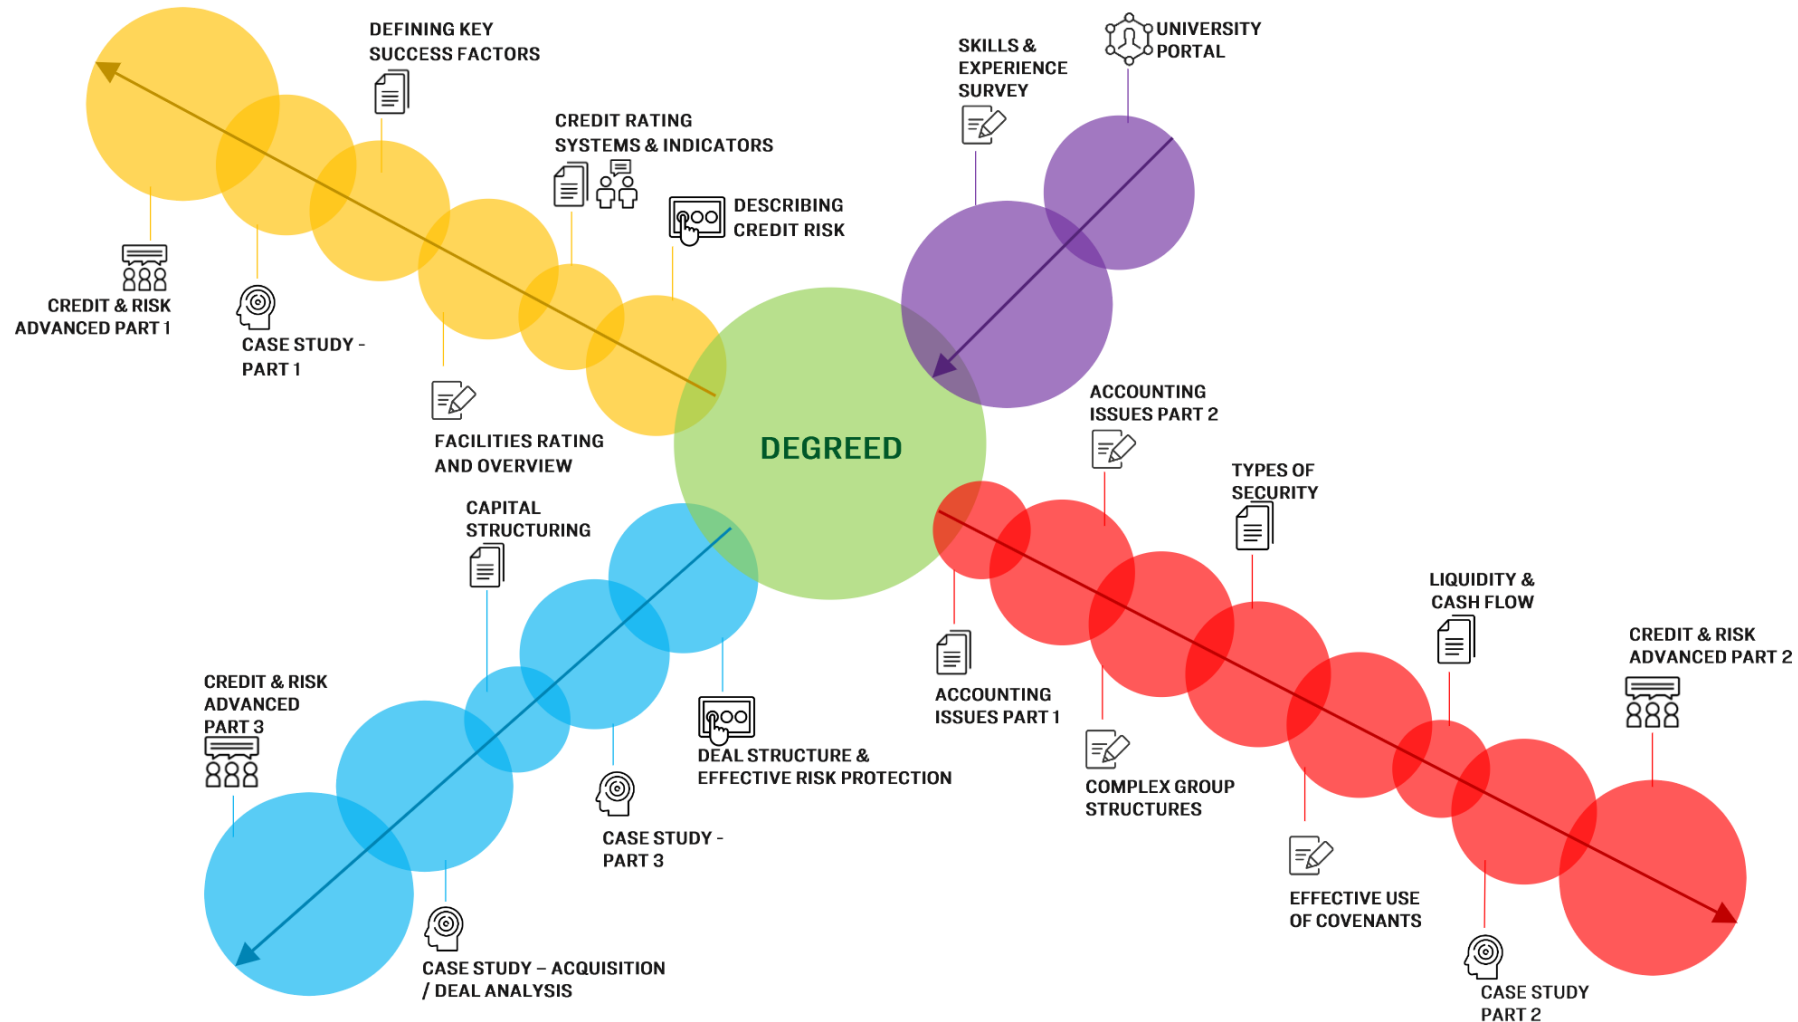 DEFINING KEY
SUCCESS FACTORS
CREDIT RATING
SYSTEMS & INDICATORS
DESCRIBING
CREDIT RISK
CREDIT & RISK
ADVANCED PART 1
CASE STUDY -
PART 1
FACILITIES RATING
AND OVERVIEW
SKILLS &
EXPERIENCE
SURVEY
UNIVERSITY
PORTAL
DEGREED
ACCOUNTING
ISSUES PART 2
TYPES OF
SECURITY
LIQUIDITY &
CASH FLOW
CREDIT & RISK
ADVANCED PART 2
ACCOUNTING
ISSUES PART 1
COMPLEX GROUP
STRUCTURES
EFFECTIVE USE
OF COVENANTS
CASE STUDY
PART 2
CAPITAL
STRUCTURING
CREDIT & RISK
ADVANCED
PART 3
DEAL STRUCTURE &
EFFECTIVE RISK PROTECTION
CASE STUDY -
PART 3
CASE STUDY – ACQUISITION
/ DEAL ANALYSIS